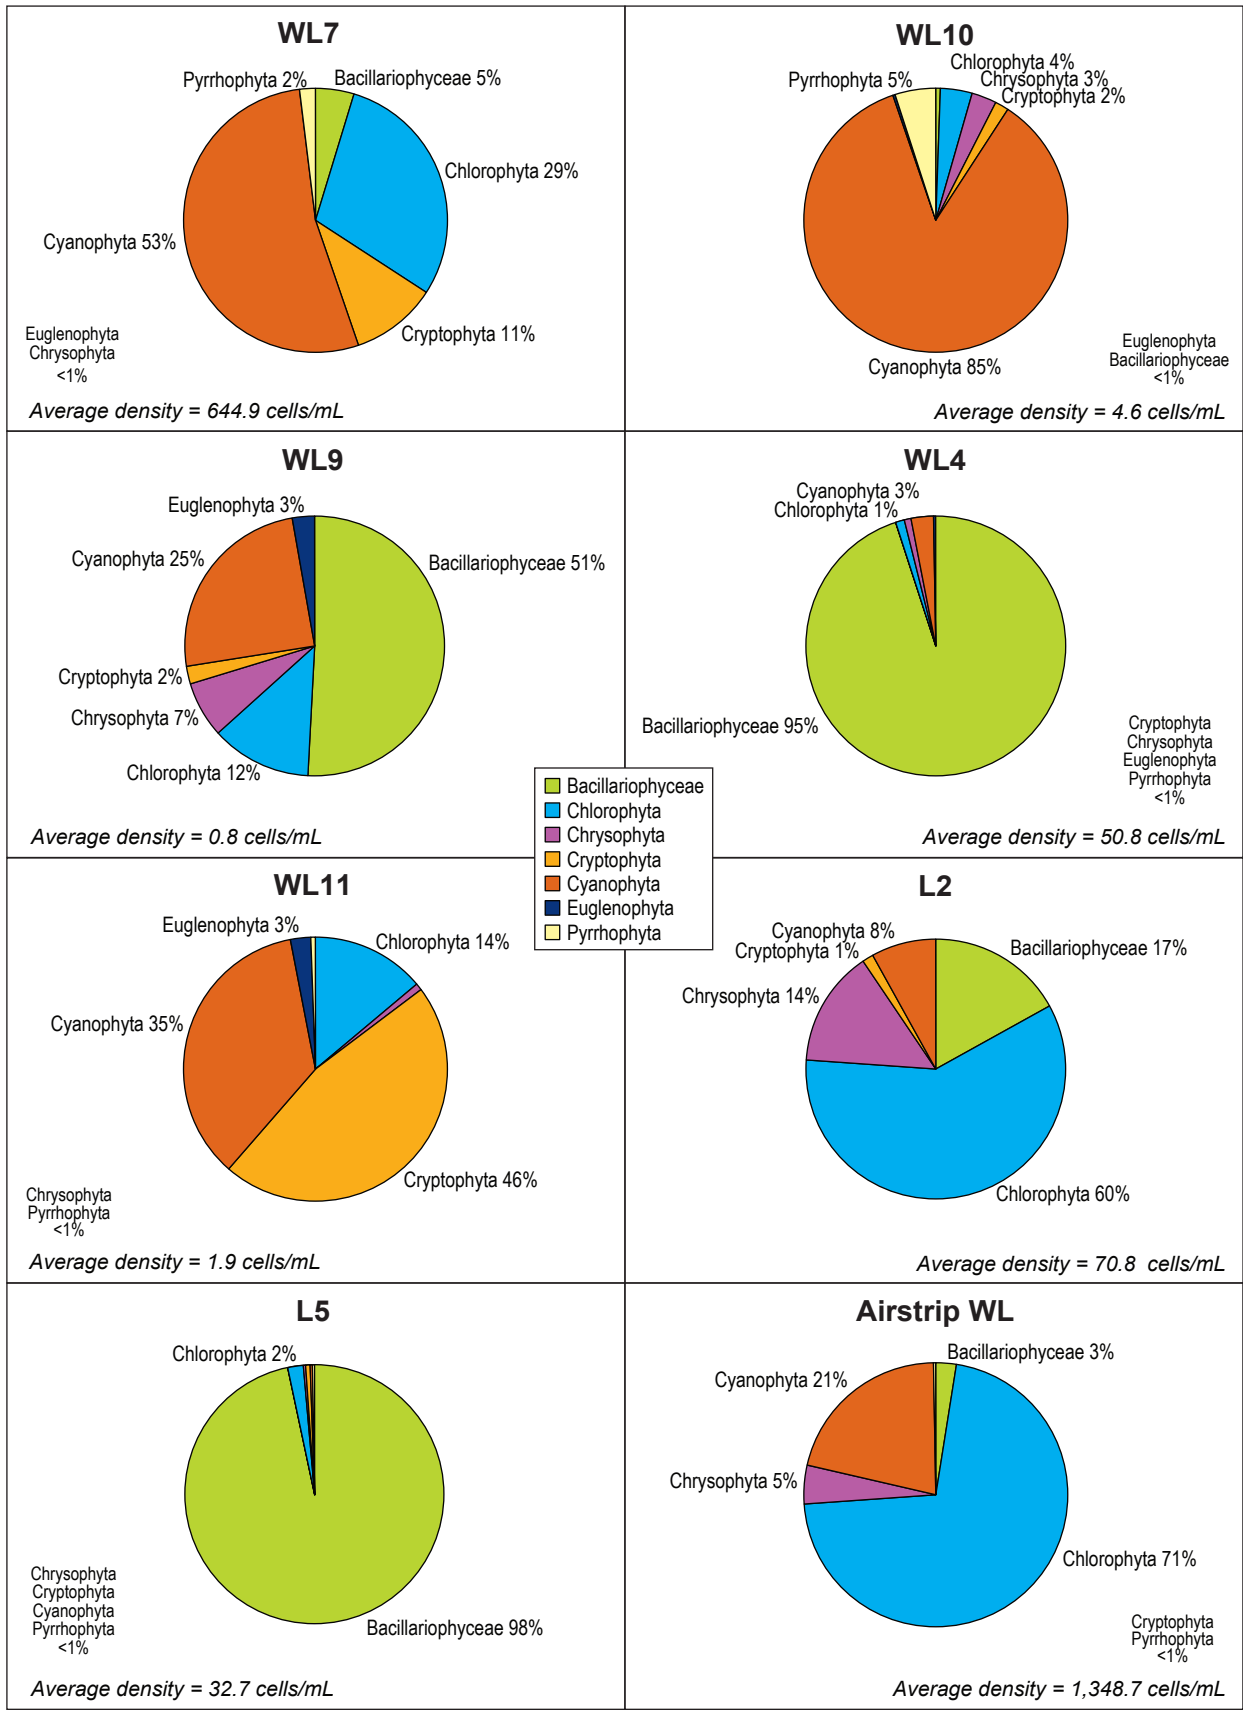 WL7
Pyrrhophyta 2%
Bacillariophyceae 5%
Chlorophyta 29%
Cyanophyta 53%
Cryptophyta 11%
Euglenophyta
Chrysophyta
<1%
Average density = 644.9 cells/mL
WL10
Chlorophyta 4%
Pyrrhophyta 5%
Chrysophyta 3%
Cryptophyta 2%
Cyanophyta 85%
Euglenophyta
Bacillariophyceae
<1%
Average density = 4.6 cells/mL
WL9
Euglenophyta 3%
Cyanophyta 25%
Bacillariophyceae 51%
Cryptophyta 2%
Chrysophyta 7%
Chlorophyta 12%
Average density = 0.8 cells/mL
WL4
Cyanophyta 3%
Chlorophyta 1%
Bacillariophyceae 95%
Cryptophyta
Chrysophyta
Euglenophyta
Pyrrhophyta
<1%
Average density = 50.8 cells/mL
Bacillariophyceae
Chlorophyta
Chrysophyta
Cryptophyta
Cyanophyta
Euglenophyta
Pyrrhophyta
WL11
Euglenophyta 3%
Chlorophyta 14%
Cyanophyta 35%
Cryptophyta 46%
Chrysophyta
Pyrrhophyta
<1%
Average density = 1.9 cells/mL
L2
Cyanophyta 8%
Cryptophyta 1%
Bacillariophyceae 17%
Chrysophyta 14%
Chlorophyta 60%
Average density = 70.8 cells/mL
L5
Chlorophyta 2%
Chrysophyta
Cryptophyta
Cyanophyta
Pyrrhophyta
<1%
Bacillariophyceae 98%
Average density = 32.7 cells/mL
Airstrip WL
Bacillariophyceae 3%
Cyanophyta 21%
Chrysophyta 5%
Chlorophyta 71%
Cryptophyta
Pyrrhophyta
<1%
Average density = 1,348.7 cells/mL